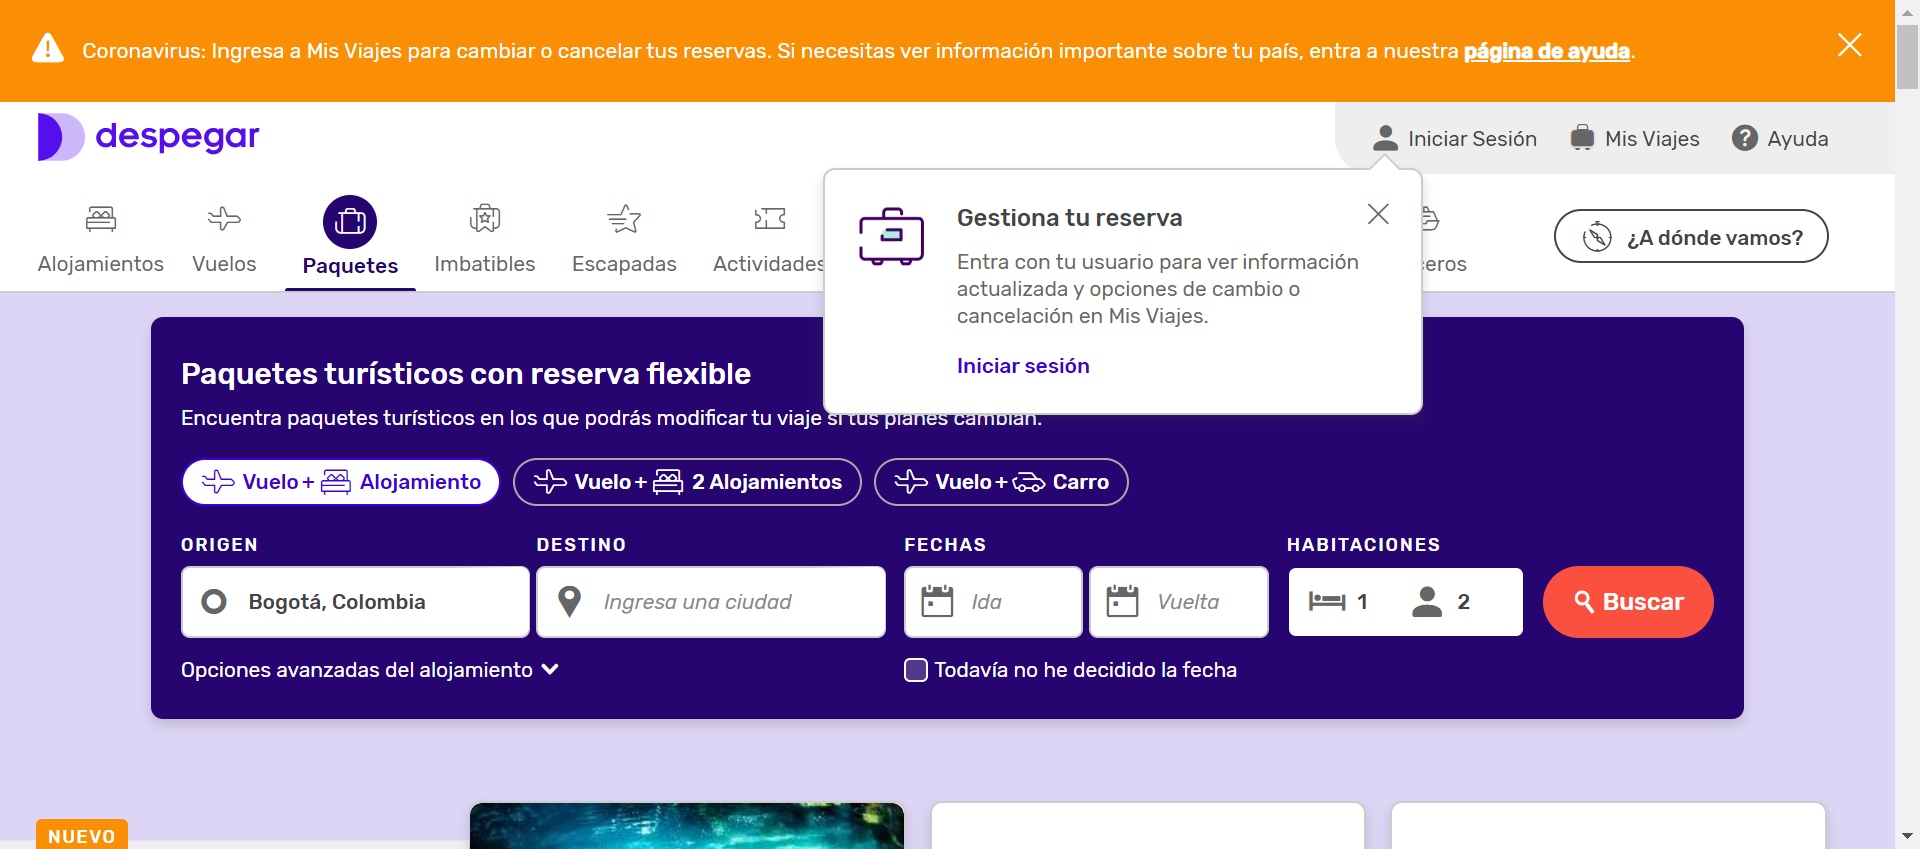 Coronavirus: Ingresa a Mis Viajes para cambiar o cancelar tus reservas. Si necesitas ver información importante sobre tu país, entra a nuestra página de ayuda.
despegar
Iniciar Sesión
Mis Viajes
Ayuda
Alojamientos
Vuelos
Paquetes
Imbatibles
Escapadas
Actividades
ceros
¿A dónde vamos?
Gestiona tu reserva
Entra con tu usuario para ver información
actualizada y opciones de cambio o
cancelación en Mis Viajes.
Iniciar sesión
Paquetes turísticos con reserva flexible
Encuentra paquetes turísticos en los que podrás modificar tu viaje si tus planes cambian.
Vuelo + Alojamiento
Vuelo + 2 Alojamientos
Vuelo + Carro
ORIGEN
DESTINO
FECHAS
HABITACIONES
Bogotá, Colombia
Ingresa una ciudad
Ida
Vuelta
1
2
Buscar
Opciones avanzadas del alojamiento
Todavía no he decidido la fecha
NUEVO